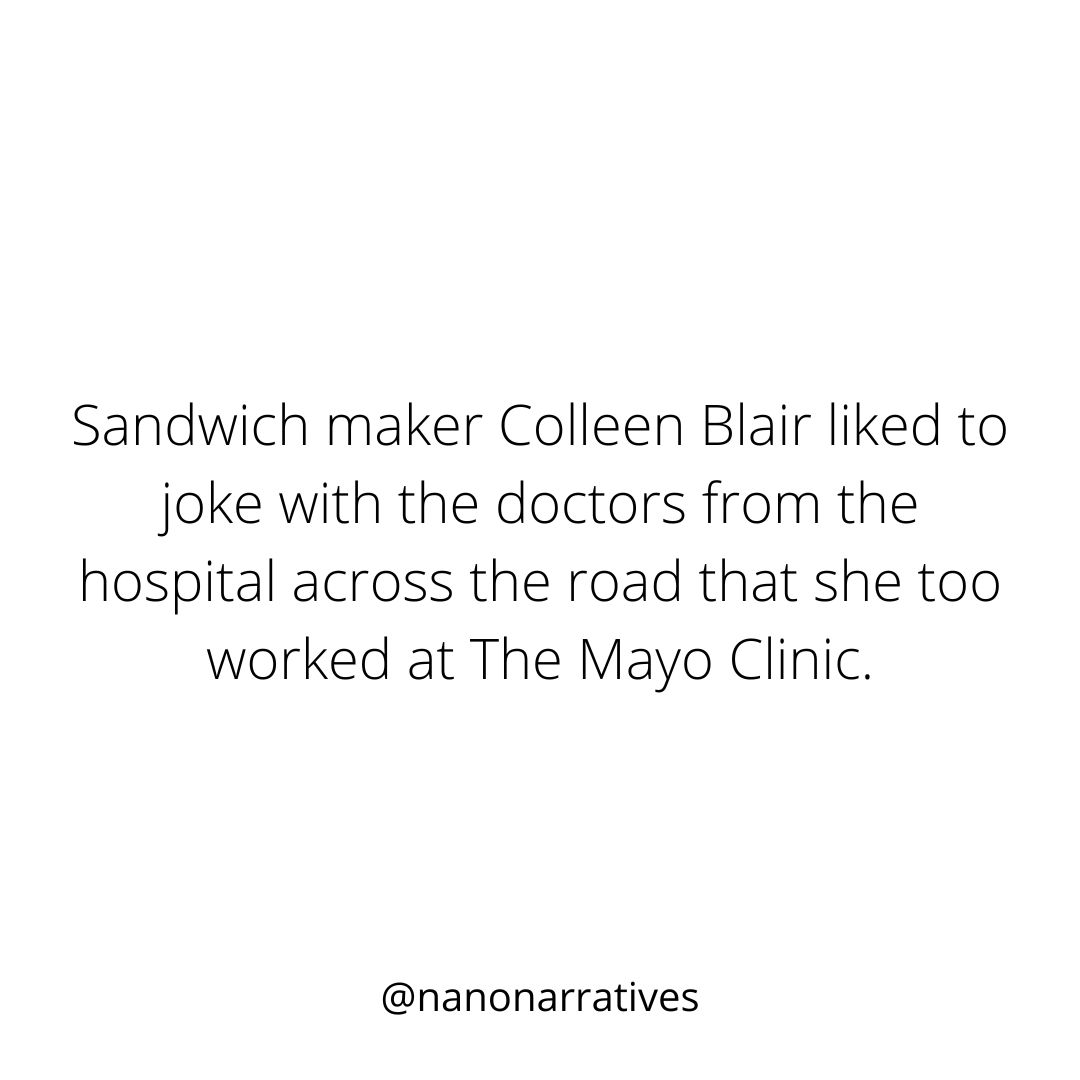 Sandwich maker Colleen Blair liked to
joke with the doctors from the
hospital across the road that she too
worked at The Mayo Clinic.
@nanonarratives